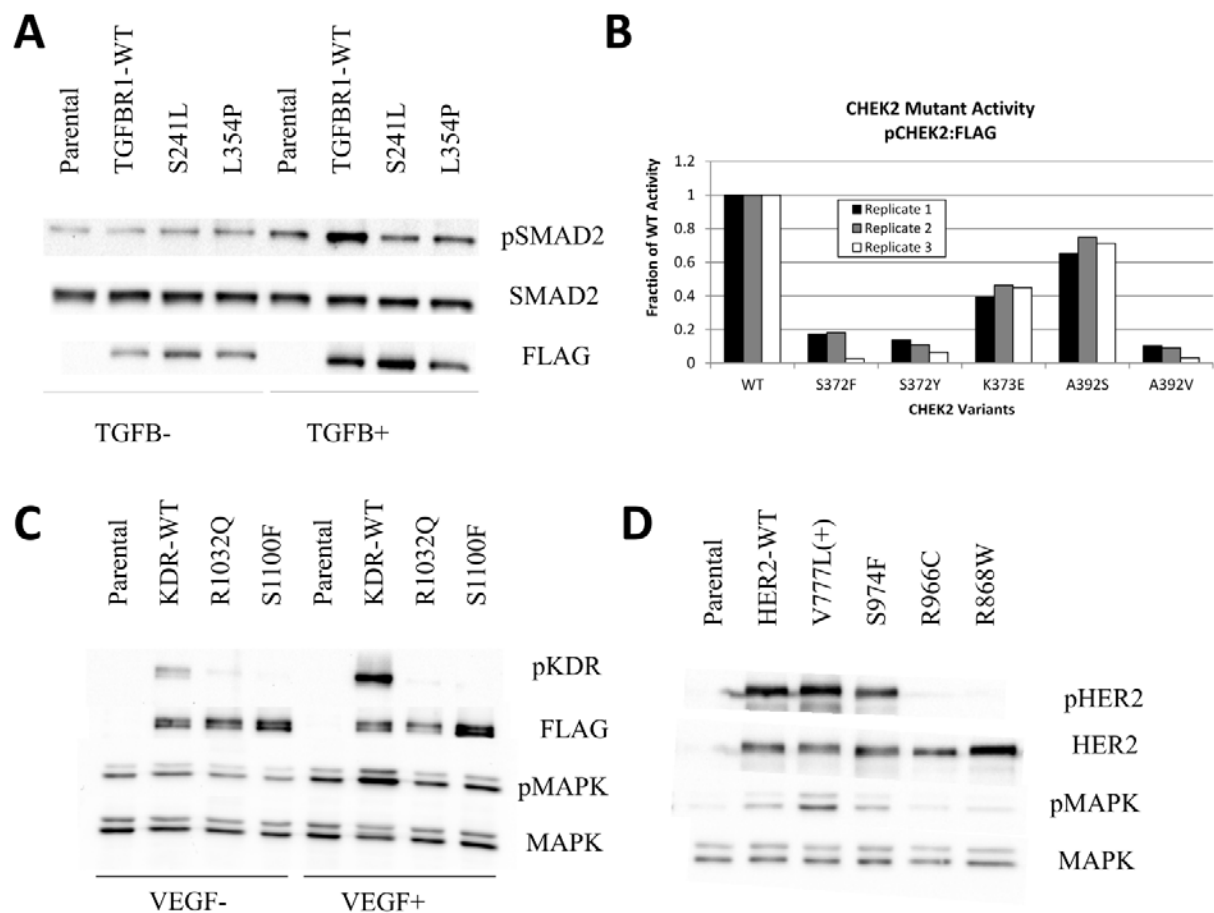 A
Parental
TGFBR1-WT
S241L
L354P
Parental
TGFBR1-WT
S241L
L354P
pSMAD2
SMAD2
FLAG
TGFB-
TGFB+
B
CHEK2 Mutant Activity
pCHEK2:FLAG
Fraction of WT Activity
1.2
1
0.8
0.6
0.4
0.2
0
Replicate 1
Replicate 2
Replicate 3
WT
S372F
S372Y
K373E
A392S
A392V
CHEK2 Variants
C
Parental
KDR-WT
R1032Q
S1100F
Parental
KDR-WT
R1032Q
S1100F
pKDR
FLAG
pMAPK
MAPK
VEGF-
VEGF+
D
Parental
HER2-WT
V777L(+)
S974F
R966C
R868W
pHER2
HER2
pMAPK
MAPK